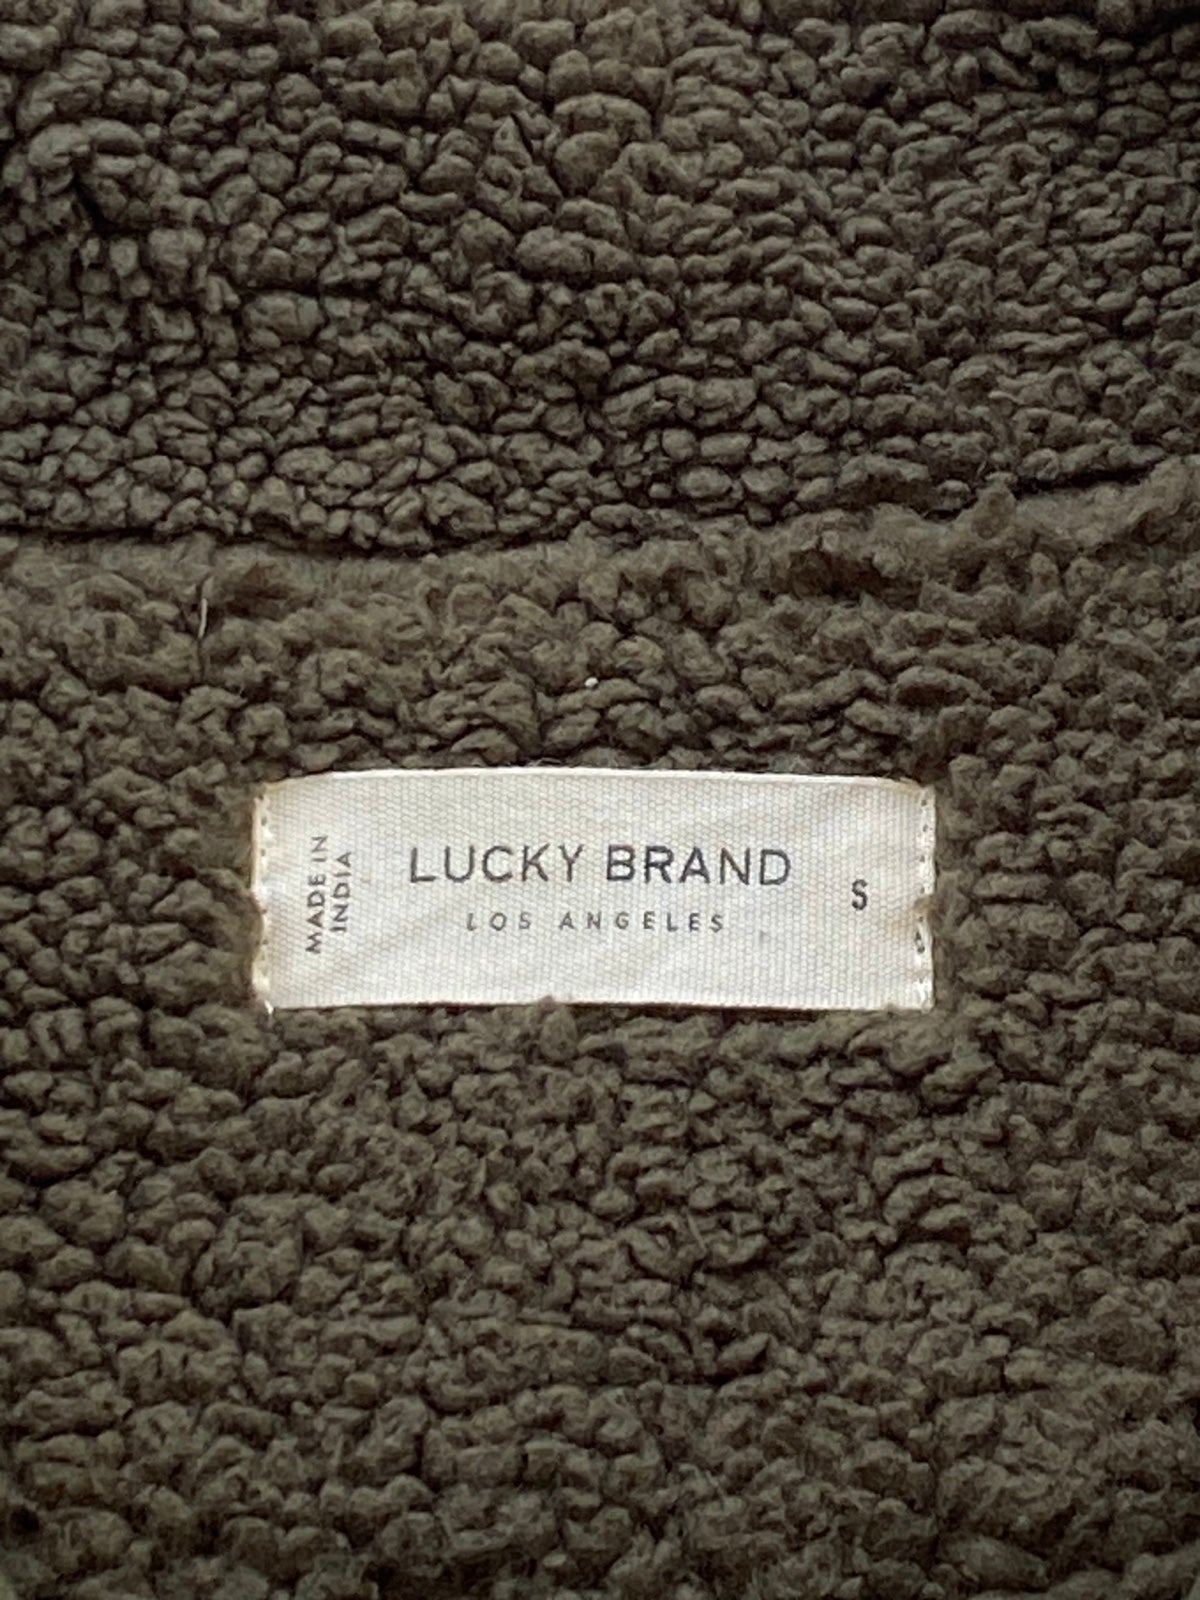 MADE IN
INDIA
LUCKY BRAND
LOS ANGELES
S